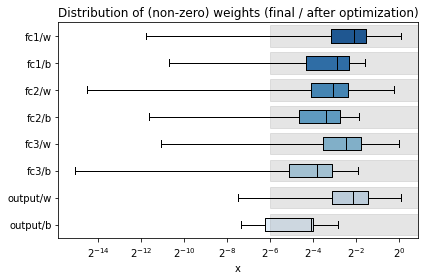 Distribution of (non-zero) weights (final / after optimization)
fc1/w
fc1/b
fc2/w
fc2/b
fc3/w
fc3/b
output/w
output/b
2^-14 2^-12 2^-10 2^-8 2^-6 2^-4 2^-2 2^0
x